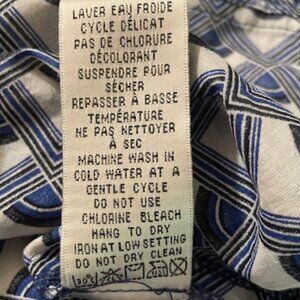 LAVER EAU FROIDE
CYCLE DÉLICAT
PAS DE CHLORURE
DÉCOLORANT
SUSPENDRE POUR
SÉCHER
REPASSER À BASSE
TEMPÉRATURE
NE PAS NETTOYER
À SEC
MACHINE WASH IN
COLD WATER AT A
GENTLE CYCLE
DO NOT USE
CHLORINE BLEACH
HANG TO DRY
IRON AT LOW SETTING
DO NOT DRY CLEAN
30°C